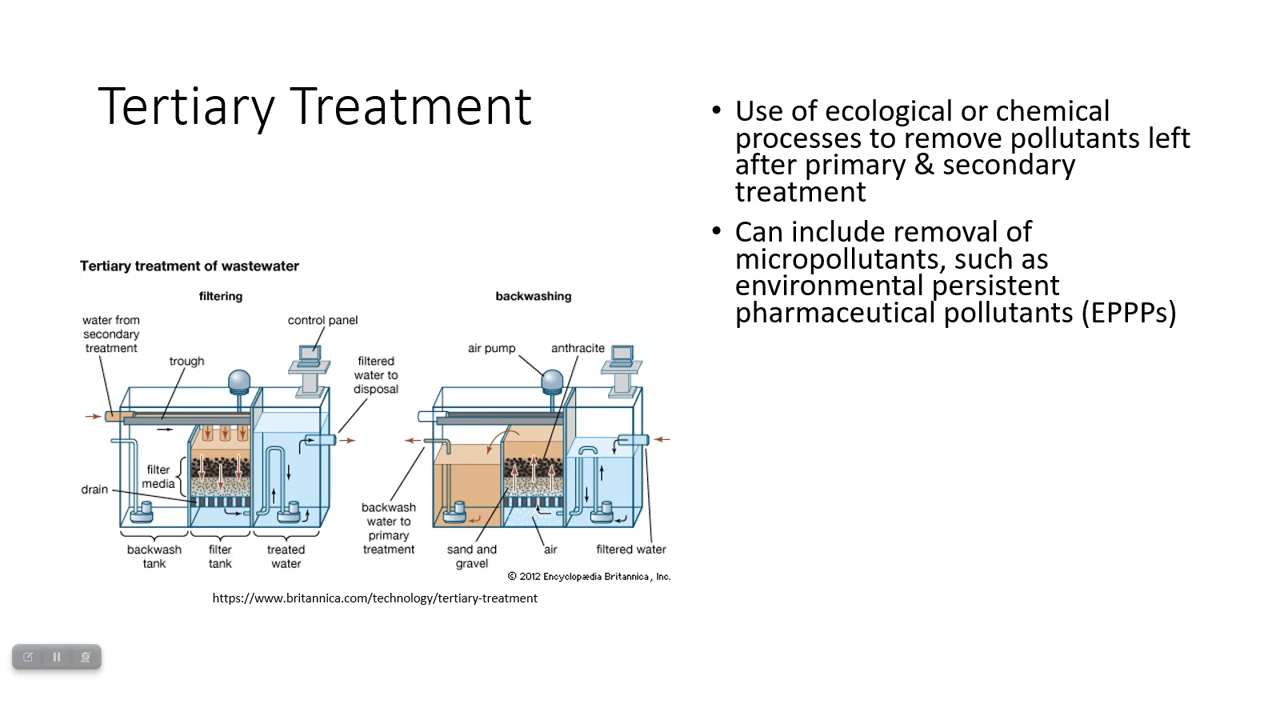 Tertiary Treatment
• Use of ecological or chemical
processes to remove pollutants left
after primary & secondary
treatment
• Can include removal of
micropollutants, such as
environmental persistent
pharmaceutical pollutants (EPPPs)
Tertiary treatment of wastewater
filtering
backwashing
water from
secondary
treatment
trough
control panel
filtered
water to
disposal
air pump
anthracite
filter
media
drain
backwash
tank
filter
tank
treated
water
backwash
water to
primary
treatment
sand and
gravel
air
filtered water
© 2012 Encyclopædia Britannica, Inc.
https://www.britannica.com/technology/tertiary-treatment